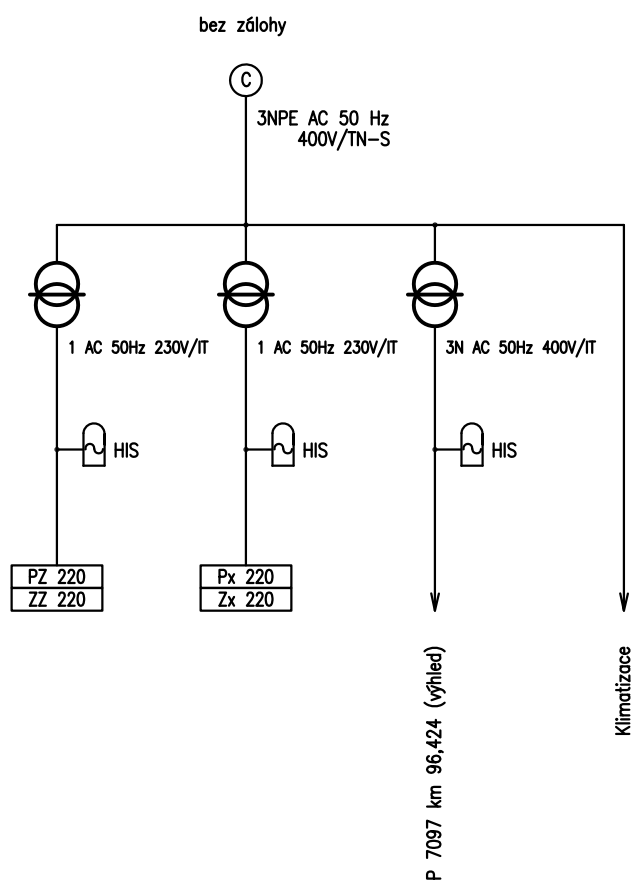 bez zálohy
C
3NPE AC 50 Hz
400V/TN-S
1 AC 50Hz 230V/IT
1 AC 50Hz 230V/IT
3N AC 50Hz 400V/IT
HIS
HIS
HIS
PZ 220
ZZ 220
Px 220
Zx 220
P 7097 km 96,424 (výhled)
Klimatizace